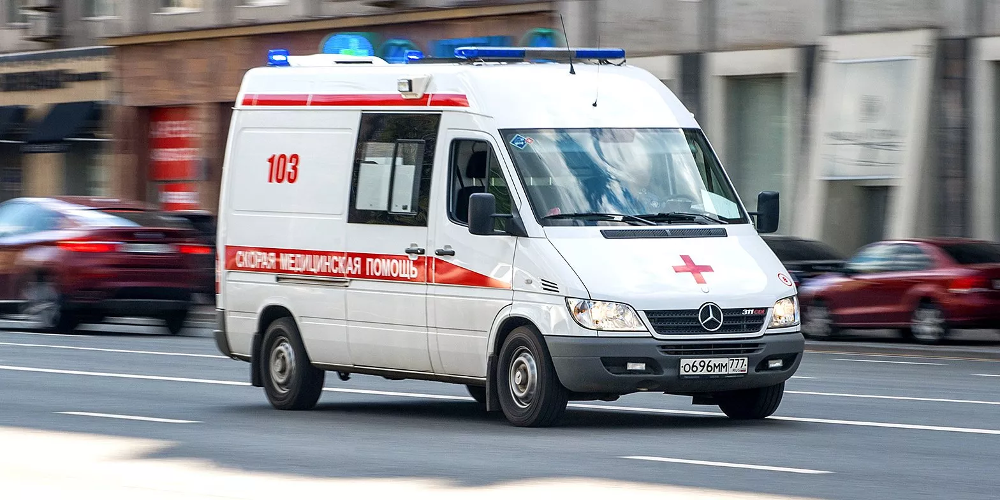 103
СКОРАЯ МЕДИЦИНСКАЯ ПОМОЩЬ
311 CDI
О696ММ 777
RUS